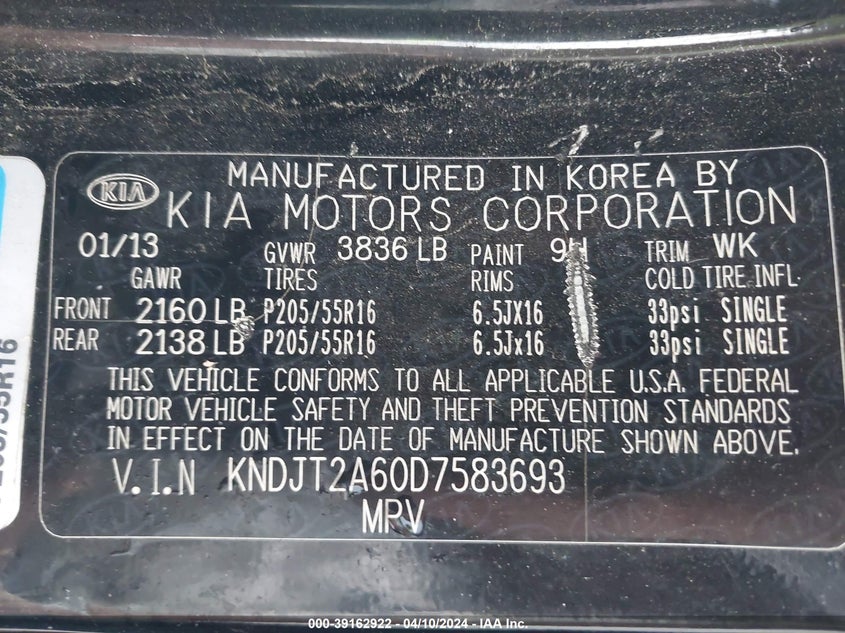 MANUFACTURED IN KOREA BY
KIA KIA MOTORS CORPORATION
01/13 GVWR 3836 LB PAINT 9H TRIM WK
GAWR TIRES RIMS COLD TIRE INFL
FRONT 2160 LB P205/55R16 6.5JX16 33psi SINGLE
REAR 2138 LB P205/55R16 6.5Jx16 33psi SINGLE
THIS VEHICLE CONFORMS TO ALL APPLICABLE U.S.A. FEDERAL
MOTOR VEHICLE SAFETY AND THEFT PREVENTION STANDARDS
IN EFFECT ON THE DATE OF MANUFACTURE SHOWN ABOVE.
V.I.N KNDJT2A60D7583693
MPV
000-39162922 - 04/10/2024 - IAA Inc.